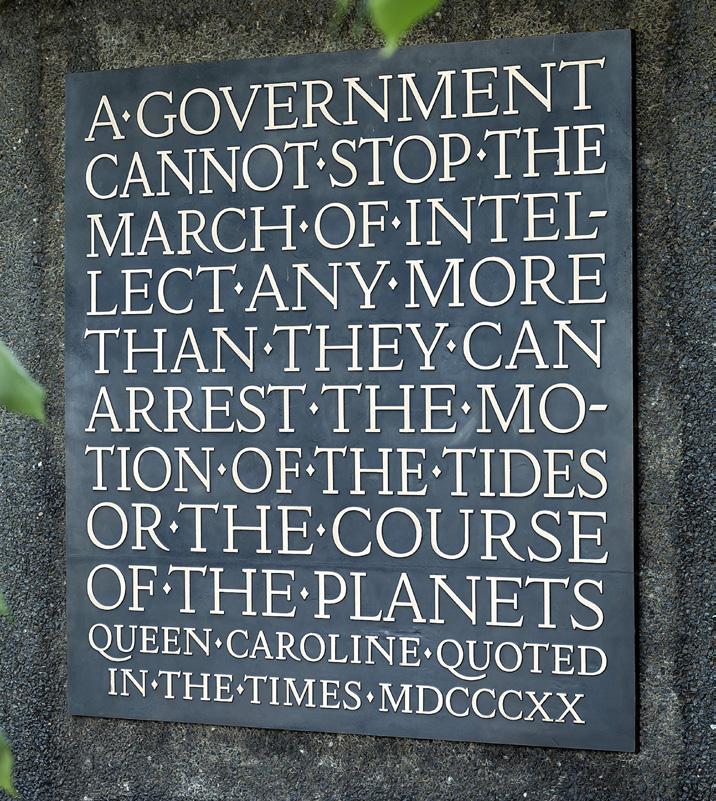 A·GOVERNMENT
CANNOT·STOP·THE
MARCH·OF·INTEL-
LECT·ANY·MORE
THAN·THEY·CAN
ARREST·THE·MO-
TION·OF·THE·TIDES
OR·THE·COURSE
OF·THE·PLANETS
QUEEN·CAROLINE·QUOTED
IN·THE·TIMES·MDCCCXX